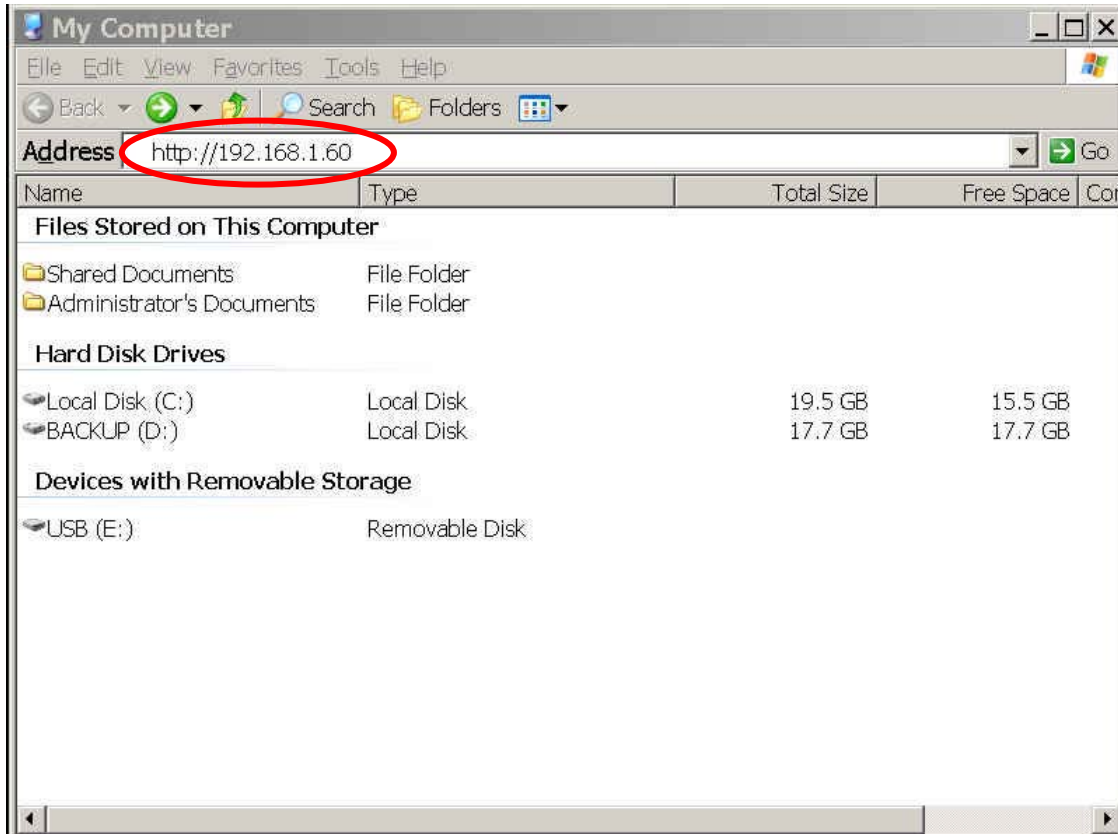 My Computer
File Edit View Favorites Tools Help
Back Search Folders
Address http://192.168.1.60 Go
Name Type Total Size Free Space Co
Files Stored on This Computer
Shared Documents File Folder
Administrator's Documents File Folder
Hard Disk Drives
Local Disk (C:) Local Disk 19.5 GB 15.5 GB
BACKUP (D:) Local Disk 17.7 GB 17.7 GB
Devices with Removable Storage
USB (E:) Removable Disk